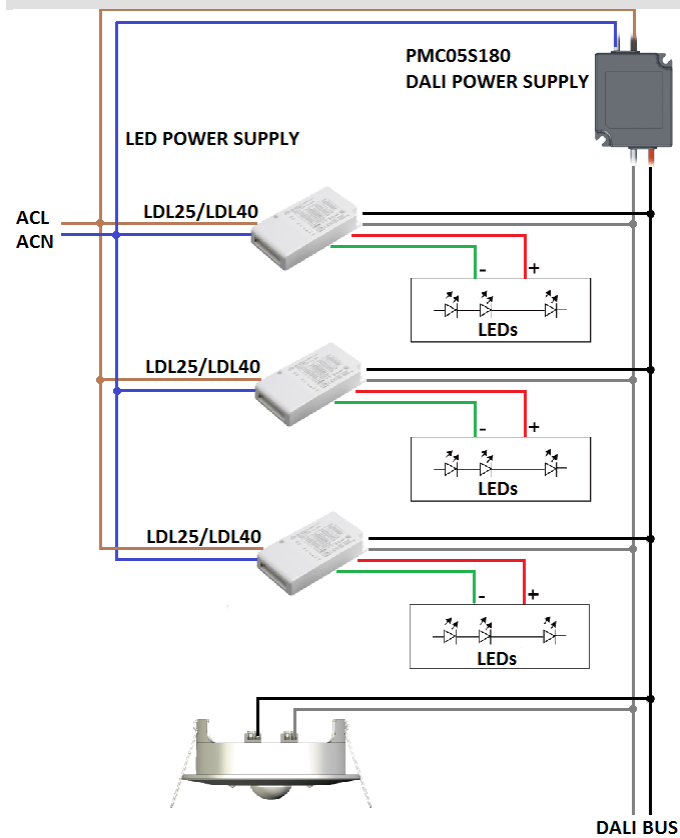 PMC05S180
DALI POWER SUPPLY
LED POWER SUPPLY
LDL25/LDL40
ACL
ACN
- +
LEDs
LDL25/LDL40
- +
LEDs
LDL25/LDL40
- +
LEDs
DALI BUS